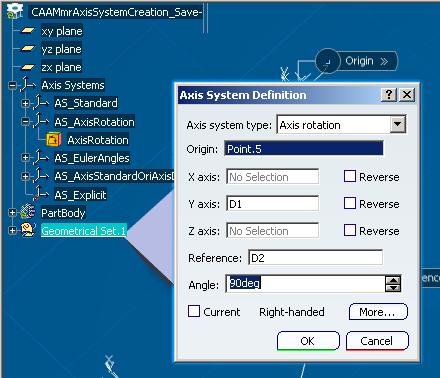 CAAMmrAxisSystemCreation_Save-
xy plane
yz plane
zx plane
Axis Systems
AS_Standard
AS_AxisRotation
AxisRotation
AS_EulerAngles
AS_AxisStandardOriAxisD
AS_Explicit
PartBody
Geometrical Set.1
Origin
Axis System Definition
Axis system type: Axis rotation
Origin: Point.5
X axis: No Selection Reverse
Y axis: D1 Reverse
Z axis: No Selection Reverse
Reference: D2
Angle: 90deg
Current Right-handed More...
OK Cancel